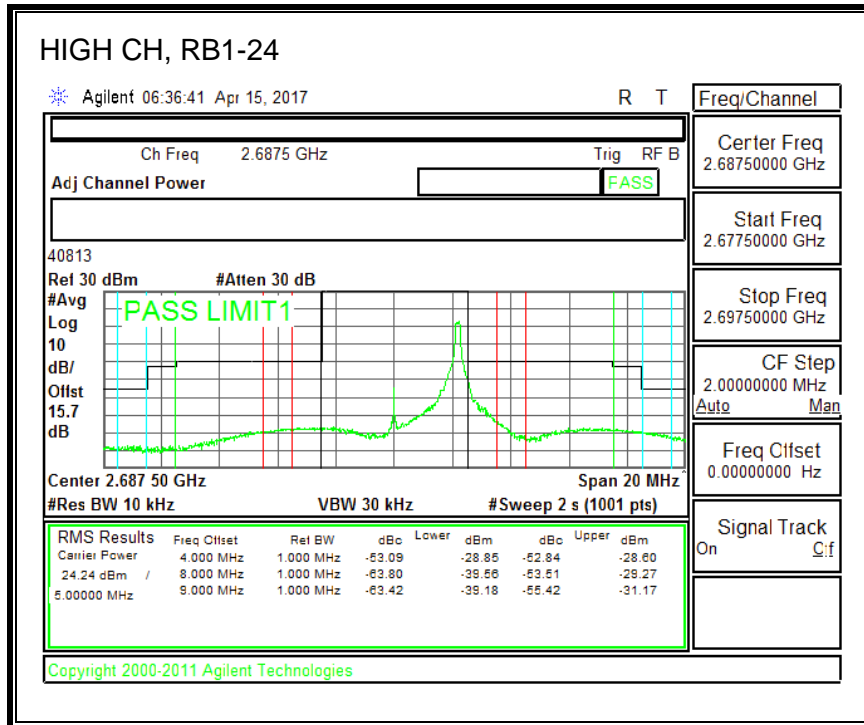 HIGH CH, RB1-24
Agilent 06:36:41 Apr 15, 2017 R T
Freq/Channel
Ch Freq 2.6875 GHz Trig RF B
Adj Channel Power FASS
Center Freq
2.68750000 GHz
Start Freq
2.67750000 GHz
Stop Freq
2.69750000 GHz
CF Step
2.00000000 MHz
Auto Man
Freq Offset
0.00000000 Hz
Signal Track
On Off
40813
Ref 30 dBm #Atten 30 dB
#Avg
Log
10
dB/
Offst
15.7
dB
PASS LIMIT1
Center 2.687 50 GHz Span 20 MHz
#Res BW 10 kHz VBW 30 kHz #Sweep 2 s (1001 pts)
RMS Results Freq Offset Ref BW dBc Lower dBm dBc Upper dBm
Carrier Power 4.000 MHz 1.000 MHz -53.09 -28.85 -52.84 -28.60
24.24 dBm / 8.000 MHz 1.000 MHz -63.80 -39.56 -53.51 -29.27
5.00000 MHz 9.000 MHz 1.000 MHz -63.42 -39.18 -55.42 -31.17
Copyright 2000-2011 Agilent Technologies